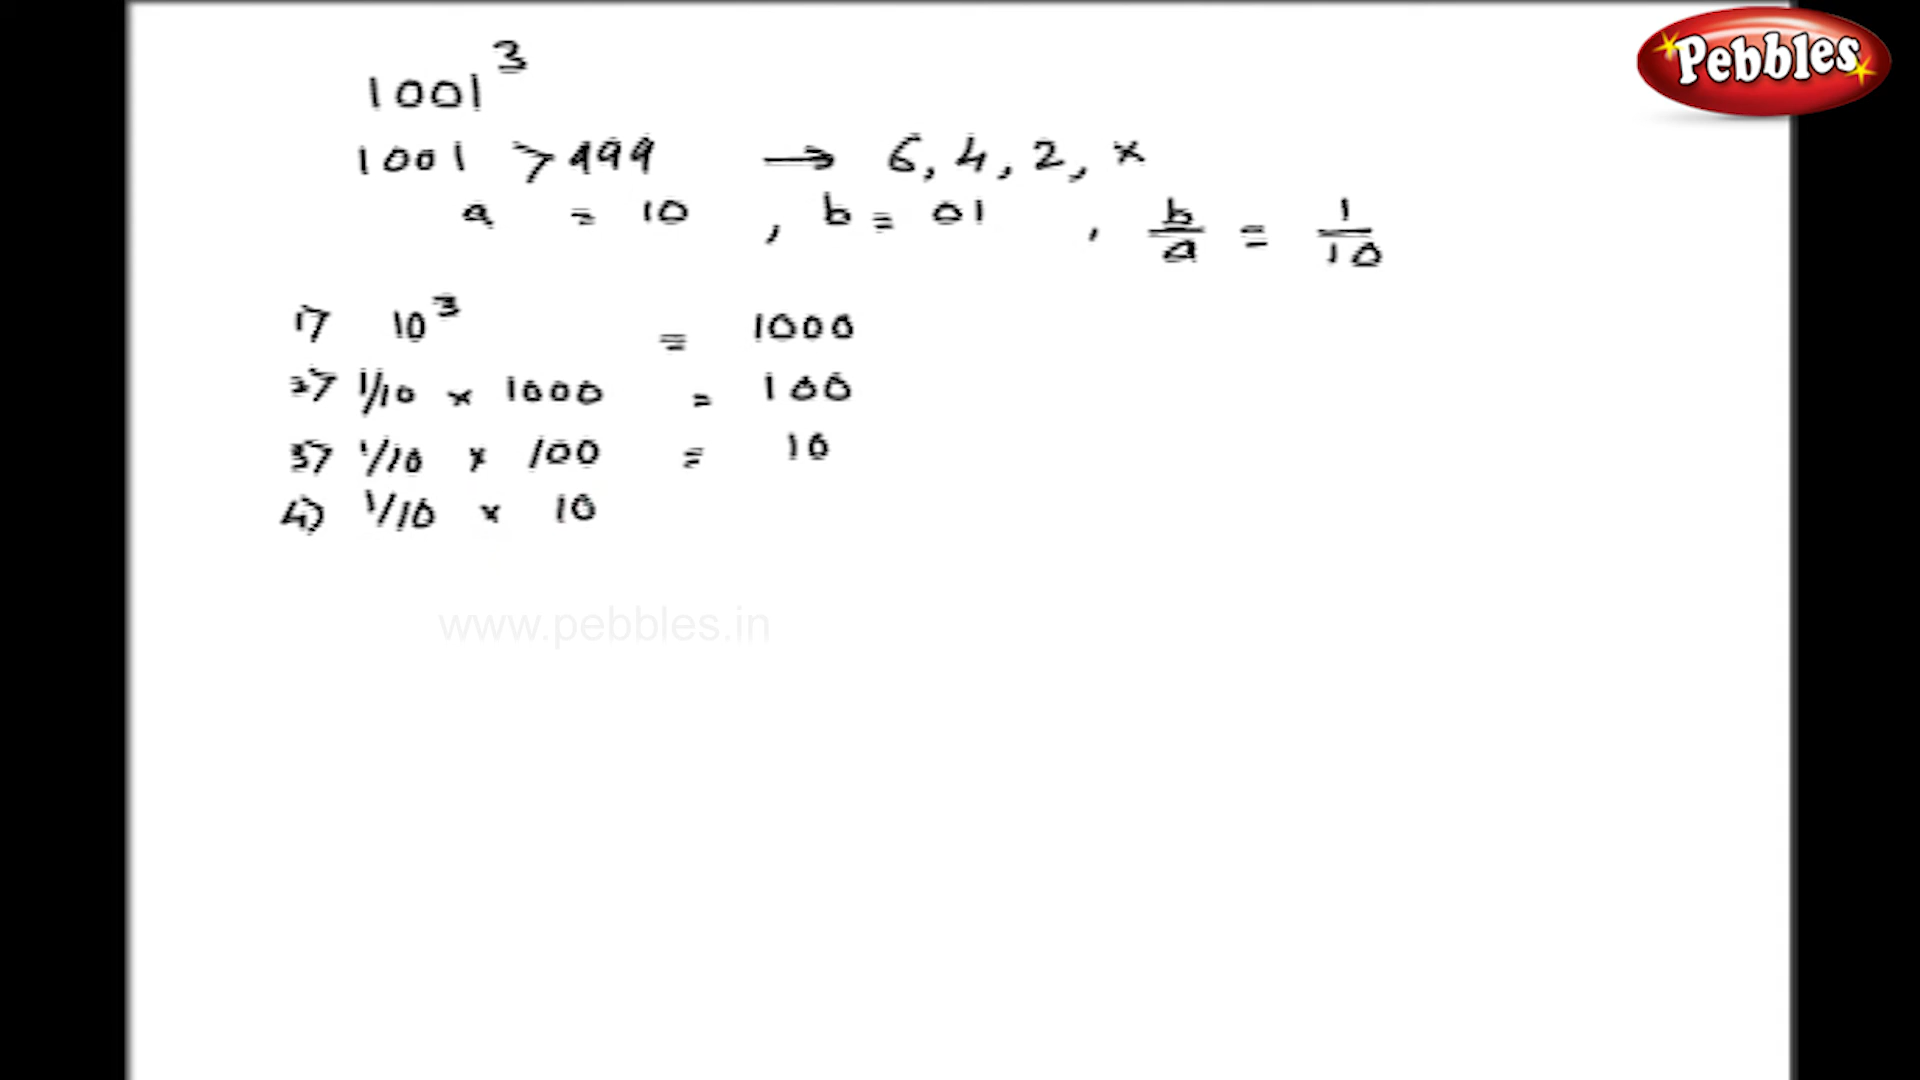 Pebbles
1001³
1001 > 999 → 6, 4, 2, ×
a = 10 , b = 01 , b/a = 1/10
1) 10³ = 1000
2) 1/10 × 1000 = 100
3) 1/10 × 100 = 10
4) 1/10 × 10
www.pebbles.in